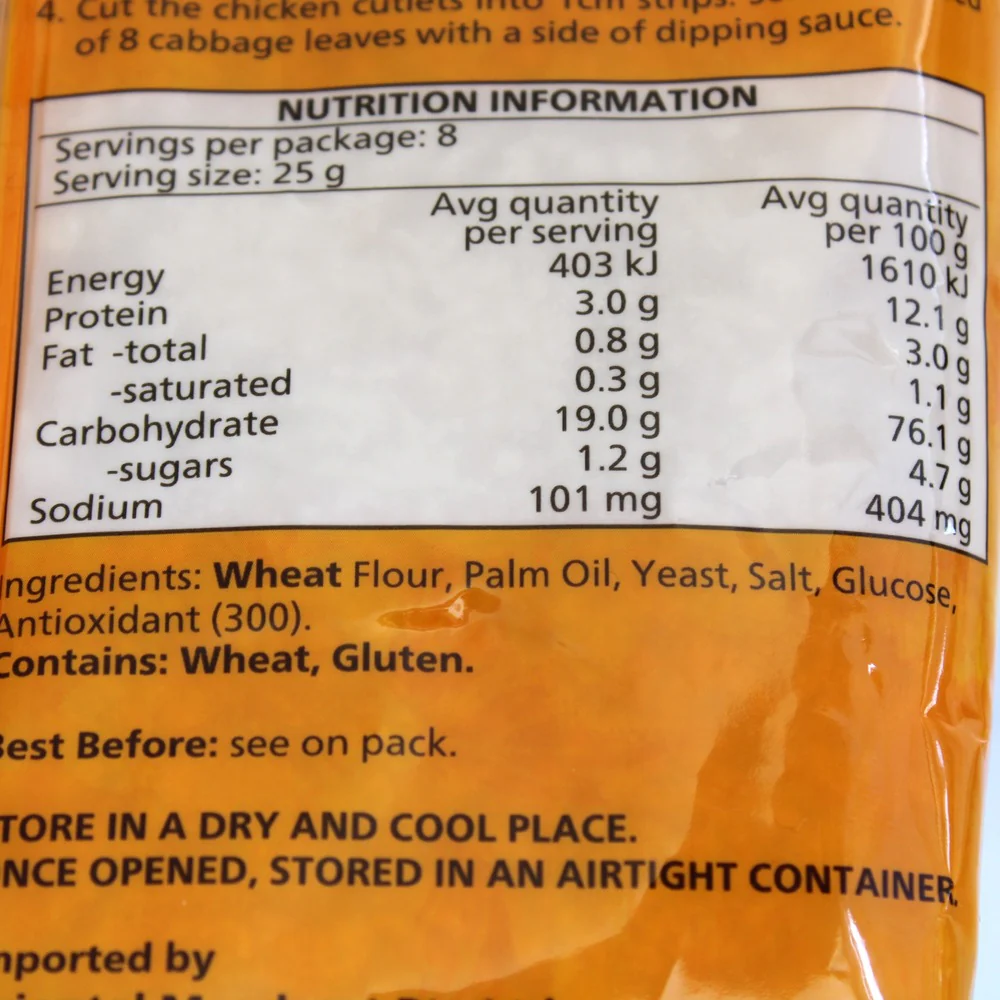 4. Cut the chicken cutlets into 1cm strips.
of 8 cabbage leaves with a side of dipping sauce.
NUTRITION INFORMATION
Servings per package: 8
Serving size: 25 g
Avg quantity per serving Avg quantity per 100 g
Energy 403 kJ 1610 kJ
Protein 3.0 g 12.1 g
Fat -total 0.8 g 3.0 g
-saturated 0.3 g 1.1 g
Carbohydrate 19.0 g 76.1 g
-sugars 1.2 g 4.7 g
Sodium 101 mg 404 mg
Ingredients: Wheat Flour, Palm Oil, Yeast, Salt, Glucose,
Antioxidant (300).
Contains: Wheat, Gluten.
Best Before: see on pack.
TORE IN A DRY AND COOL PLACE.
NCE OPENED, STORED IN AN AIRTIGHT CONTAINER.
mported by